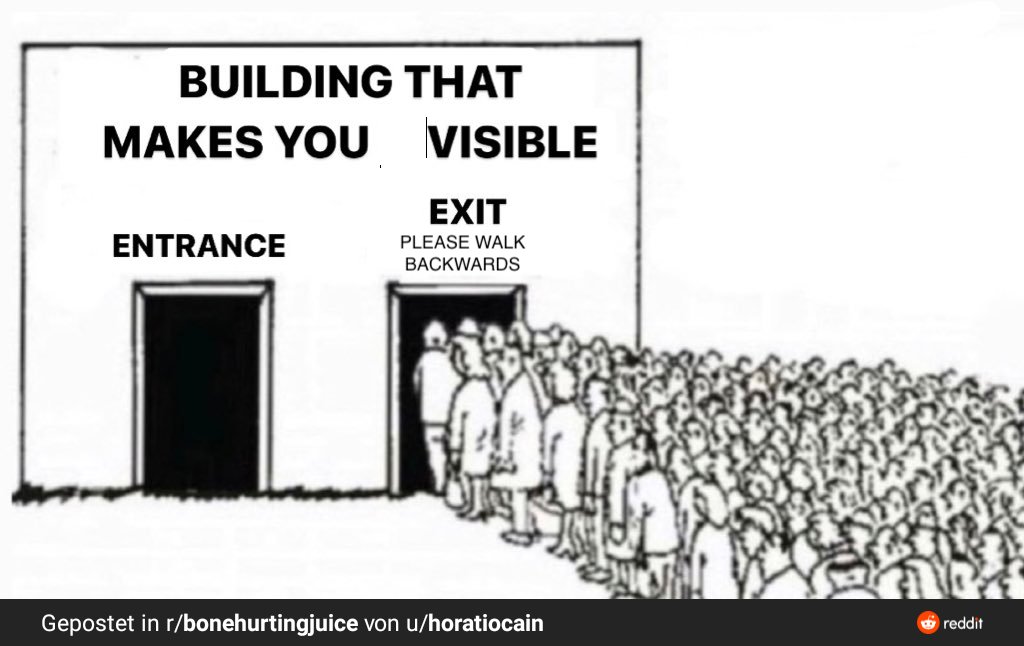 BUILDING THAT
MAKES YOU VISIBLE
EXIT
PLEASE WALK
BACKWARDS
ENTRANCE
Gepostet in r/bonehurtingjuice von u/horatiocain
reddit